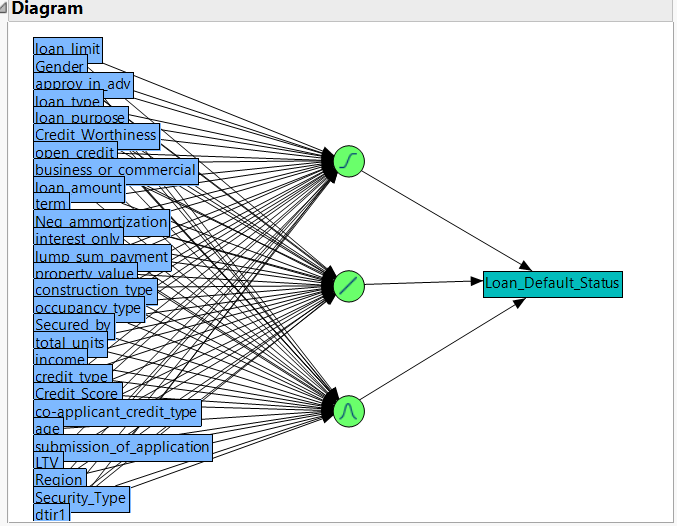 Diagram
loan_limit
Gender
approv_in_adv
loan_type
loan_purpose
Credit_Worthiness
open_credit
business_or_commercial
loan_amount
term
Neg_ammortization
interest_only
lump_sum_payment
property_value
construction_type
occupancy_type
Secured_by
total_units
income
credit_type
Credit_Score
co-applicant_credit_type
age
submission_of_application
LTV
Region
Security_Type
dtir1
Loan_Default_Status